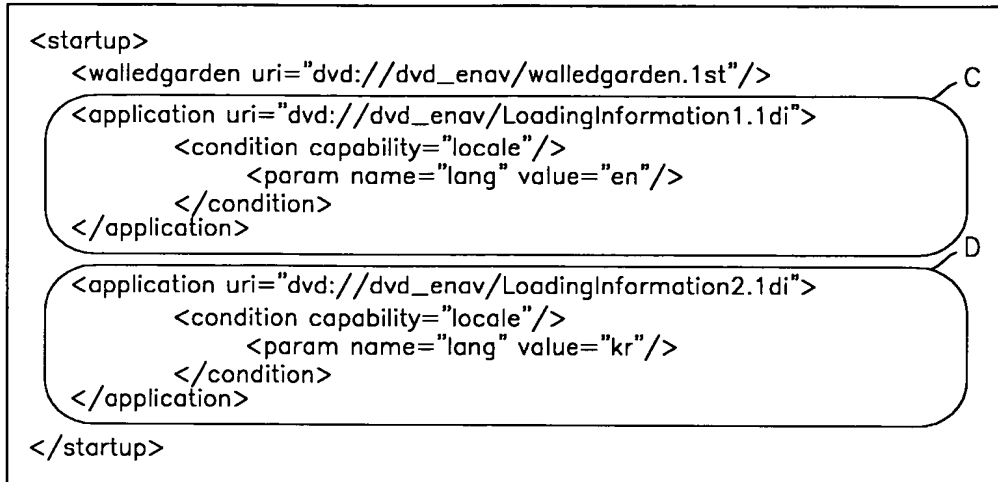 <startup>
<walledgarden uri="dvd://dvd_enav/walledgarden.1st"/>
C
<application uri="dvd://dvd_enav/LoadingInformation1.1di">
<condition capability="locale"/>
<param name="lang" value="en"/>
</condition>
</application>
D
<application uri="dvd://dvd_enav/LoadingInformation2.1di">
<condition capability="locale"/>
<param name="lang" value="kr"/>
</condition>
</application>
</startup>